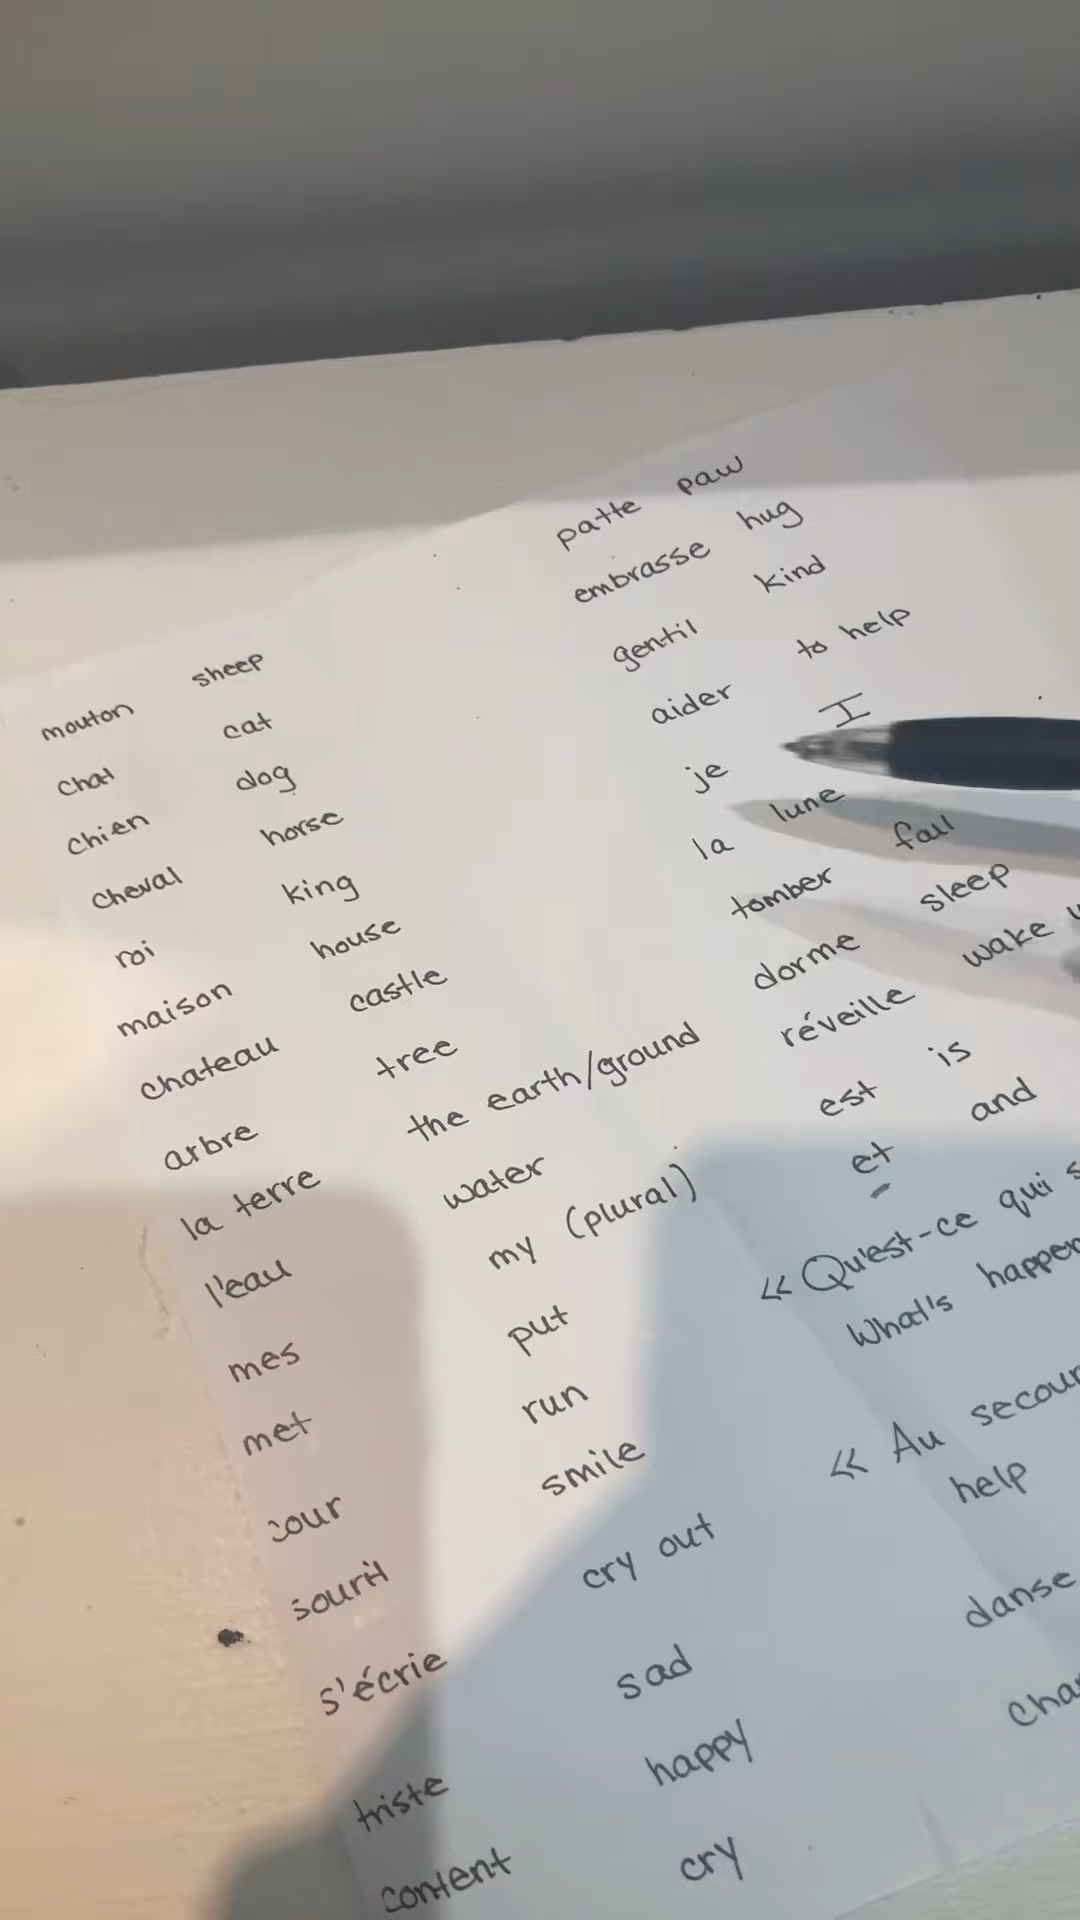 mouton sheep
chat cat
chien dog
cheval horse
roi king
maison house
chateau castle
arbre tree
la terre the earth/ground
l'eau water
mes my (plural)
met put
cour run
sourit smile
s'écrie cry out
triste sad
content happy
cry
patte paw
embrasse hug
gentil kind
aider to help
je I
la lune
tomber fall
dorme sleep
réveille wake
est is
et and
« Qu'est-ce qui
What's
« Au
help
danse